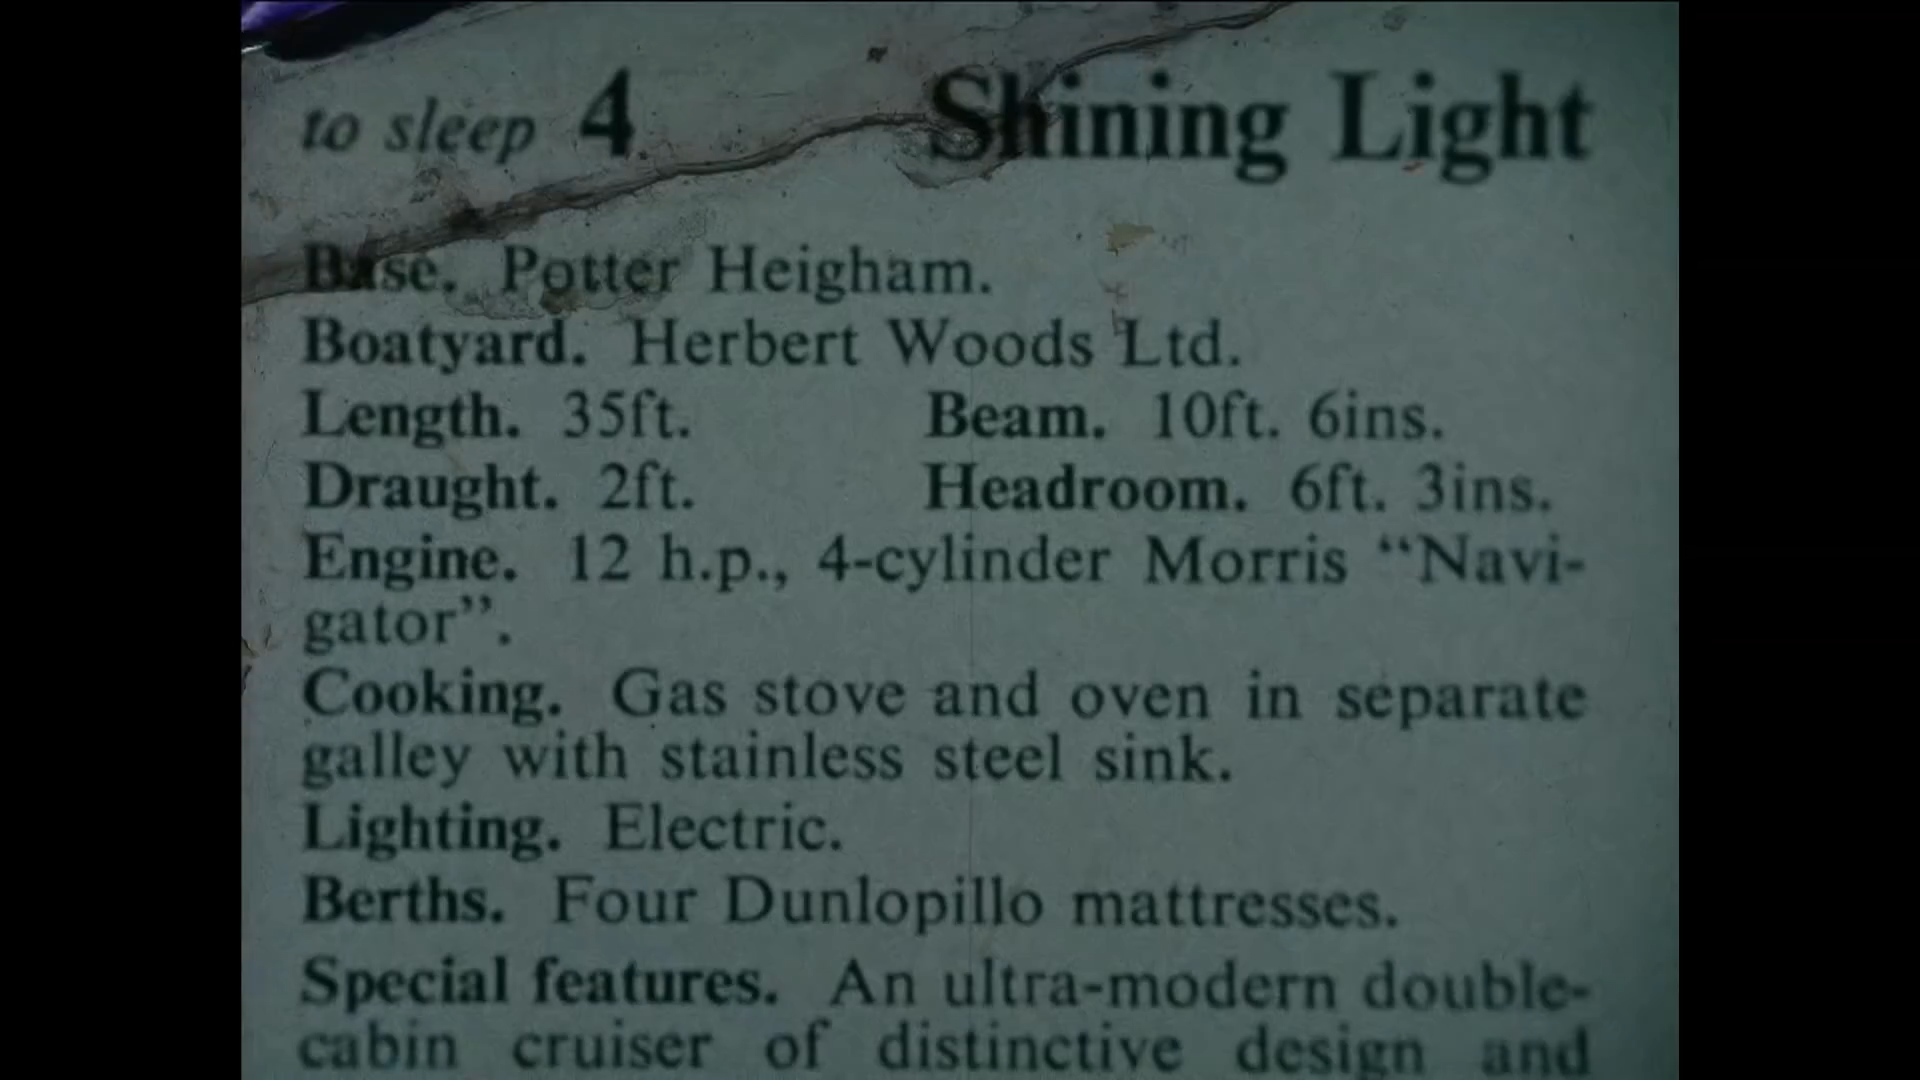 to sleep 4 Shining Light
Base. Potter Heigham.
Boatyard. Herbert Woods Ltd.
Length. 35ft. Beam. 10ft. 6ins.
Draught. 2ft. Headroom. 6ft. 3ins.
Engine. 12 h.p., 4-cylinder Morris “Navi-
gator”.
Cooking. Gas stove and oven in separate
galley with stainless steel sink.
Lighting. Electric.
Berths. Four Dunlopillo mattresses.
Special features. An ultra-modern double-
cabin cruiser of distinctive design and